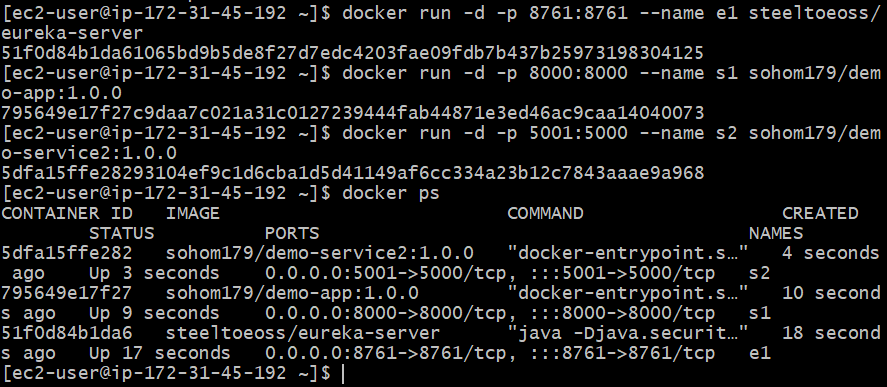 [ec2-user@ip-172-31-45-192 ~]$ docker run -d -p 8761:8761 --name e1 steeltoeoss/
eureka-server
51f0d84b1da61065bd9b5de8f27d7edc4203fae09fdb7b437b25973198304125
[ec2-user@ip-172-31-45-192 ~]$ docker run -d -p 8000:8000 --name s1 sohom179/dem
o-app:1.0.0
795649e17f27c9daa7c021a31c0127239444fab44871e3ed46ac9caa14040073
[ec2-user@ip-172-31-45-192 ~]$ docker run -d -p 5001:5000 --name s2 sohom179/dem
o-service2:1.0.0
5dfa15ffe28293104ef9c1d6cba1d5d41149af6cc334a23b12c7843aaae9a968
[ec2-user@ip-172-31-45-192 ~]$ docker ps
CONTAINER ID   IMAGE                          COMMAND                  CREATED
       STATUS          PORTS                                       NAMES
5dfa15ffe282   sohom179/demo-service2:1.0.0   "docker-entrypoint.s…"   4 seconds
 ago   Up 3 seconds    0.0.0.0:5001->5000/tcp, :::5001->5000/tcp   s2
795649e17f27   sohom179/demo-app:1.0.0        "docker-entrypoint.s…"   10 second
s ago   Up 9 seconds    0.0.0.0:8000->8000/tcp, :::8000->8000/tcp   s1
51f0d84b1da6   steeltoeoss/eureka-server      "java -Djava.securit…"   18 second
s ago   Up 17 seconds   0.0.0.0:8761->8761/tcp, :::8761->8761/tcp   e1
[ec2-user@ip-172-31-45-192 ~]$